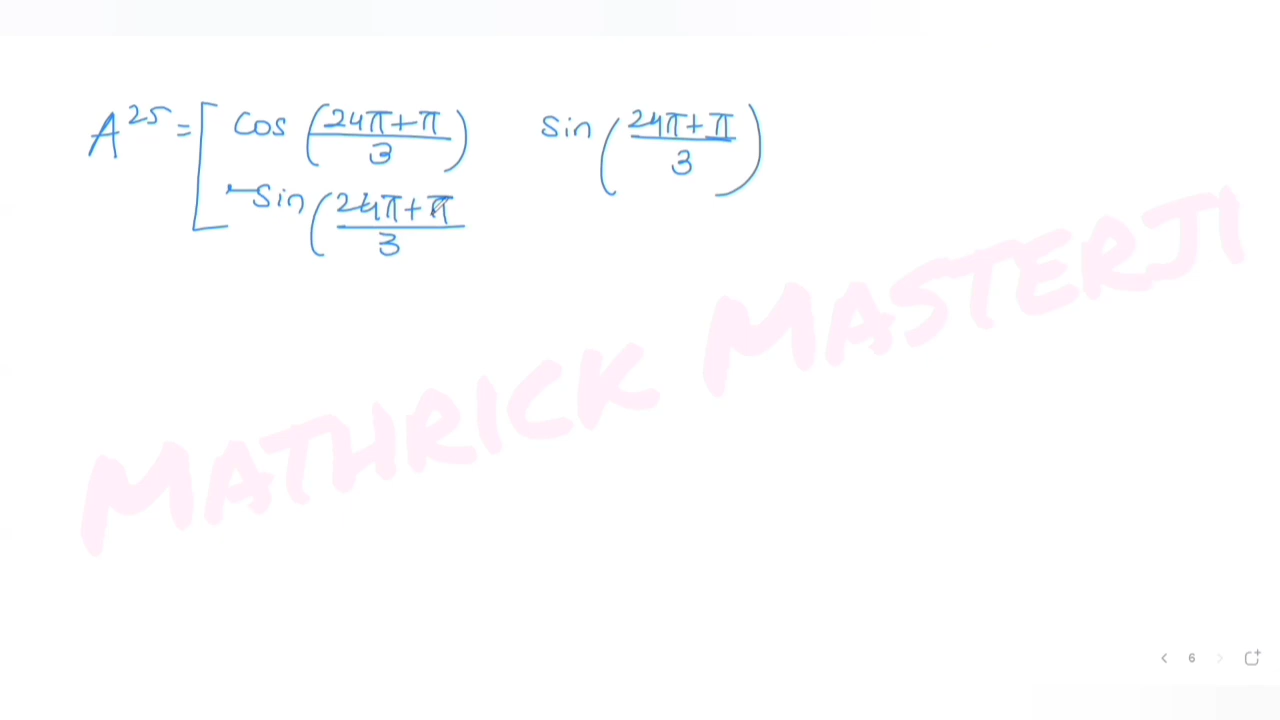 A^25 = [ cos (24π+π/3) sin (24π+π/3)
-sin (24π+π/3
MATHRICK MASTERJI
< 6 >